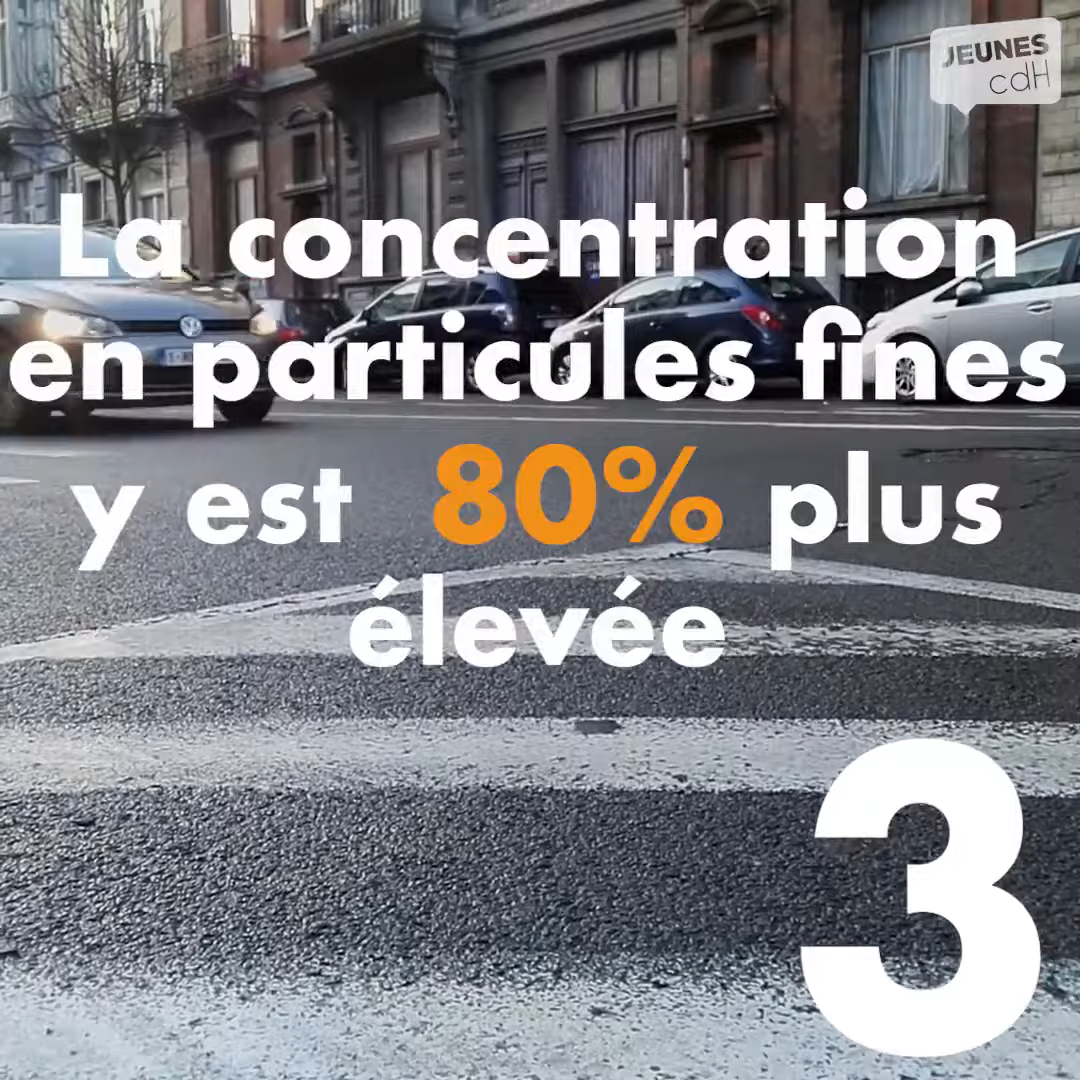 JEUNES
cdH
La concentration
en particules fines
y est 80% plus
élevée
3